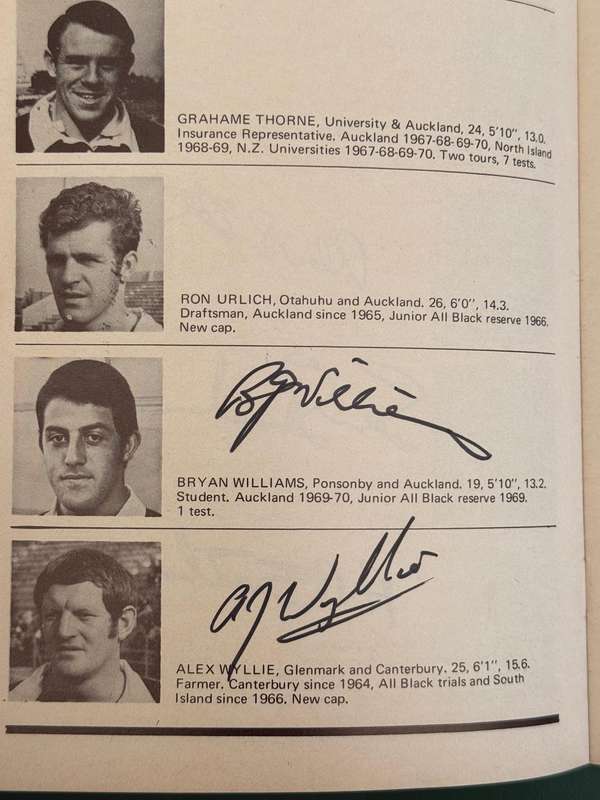 GRAHAME THORNE, University & Auckland, 24, 5'10", 13.0.
Insurance Representative. Auckland 1967-68-69-70, North Island
1968-69, N.Z. Universities 1967-68-69-70. Two tours, 7 tests.
RON URLICH, Otahuhu and Auckland. 26, 6'0", 14.3.
Draftsman, Auckland since 1965, Junior All Black reserve 1966.
New cap.
BG Williams
BRYAN WILLIAMS, Ponsonby and Auckland. 19, 5'10", 13.2.
Student. Auckland 1969-70, Junior All Black reserve 1969.
1 test.
AJ Wyllie
ALEX WYLLIE, Glenmark and Canterbury. 25, 6'1", 15.6.
Farmer. Canterbury since 1964, All Black trials and South
Island since 1966. New cap.